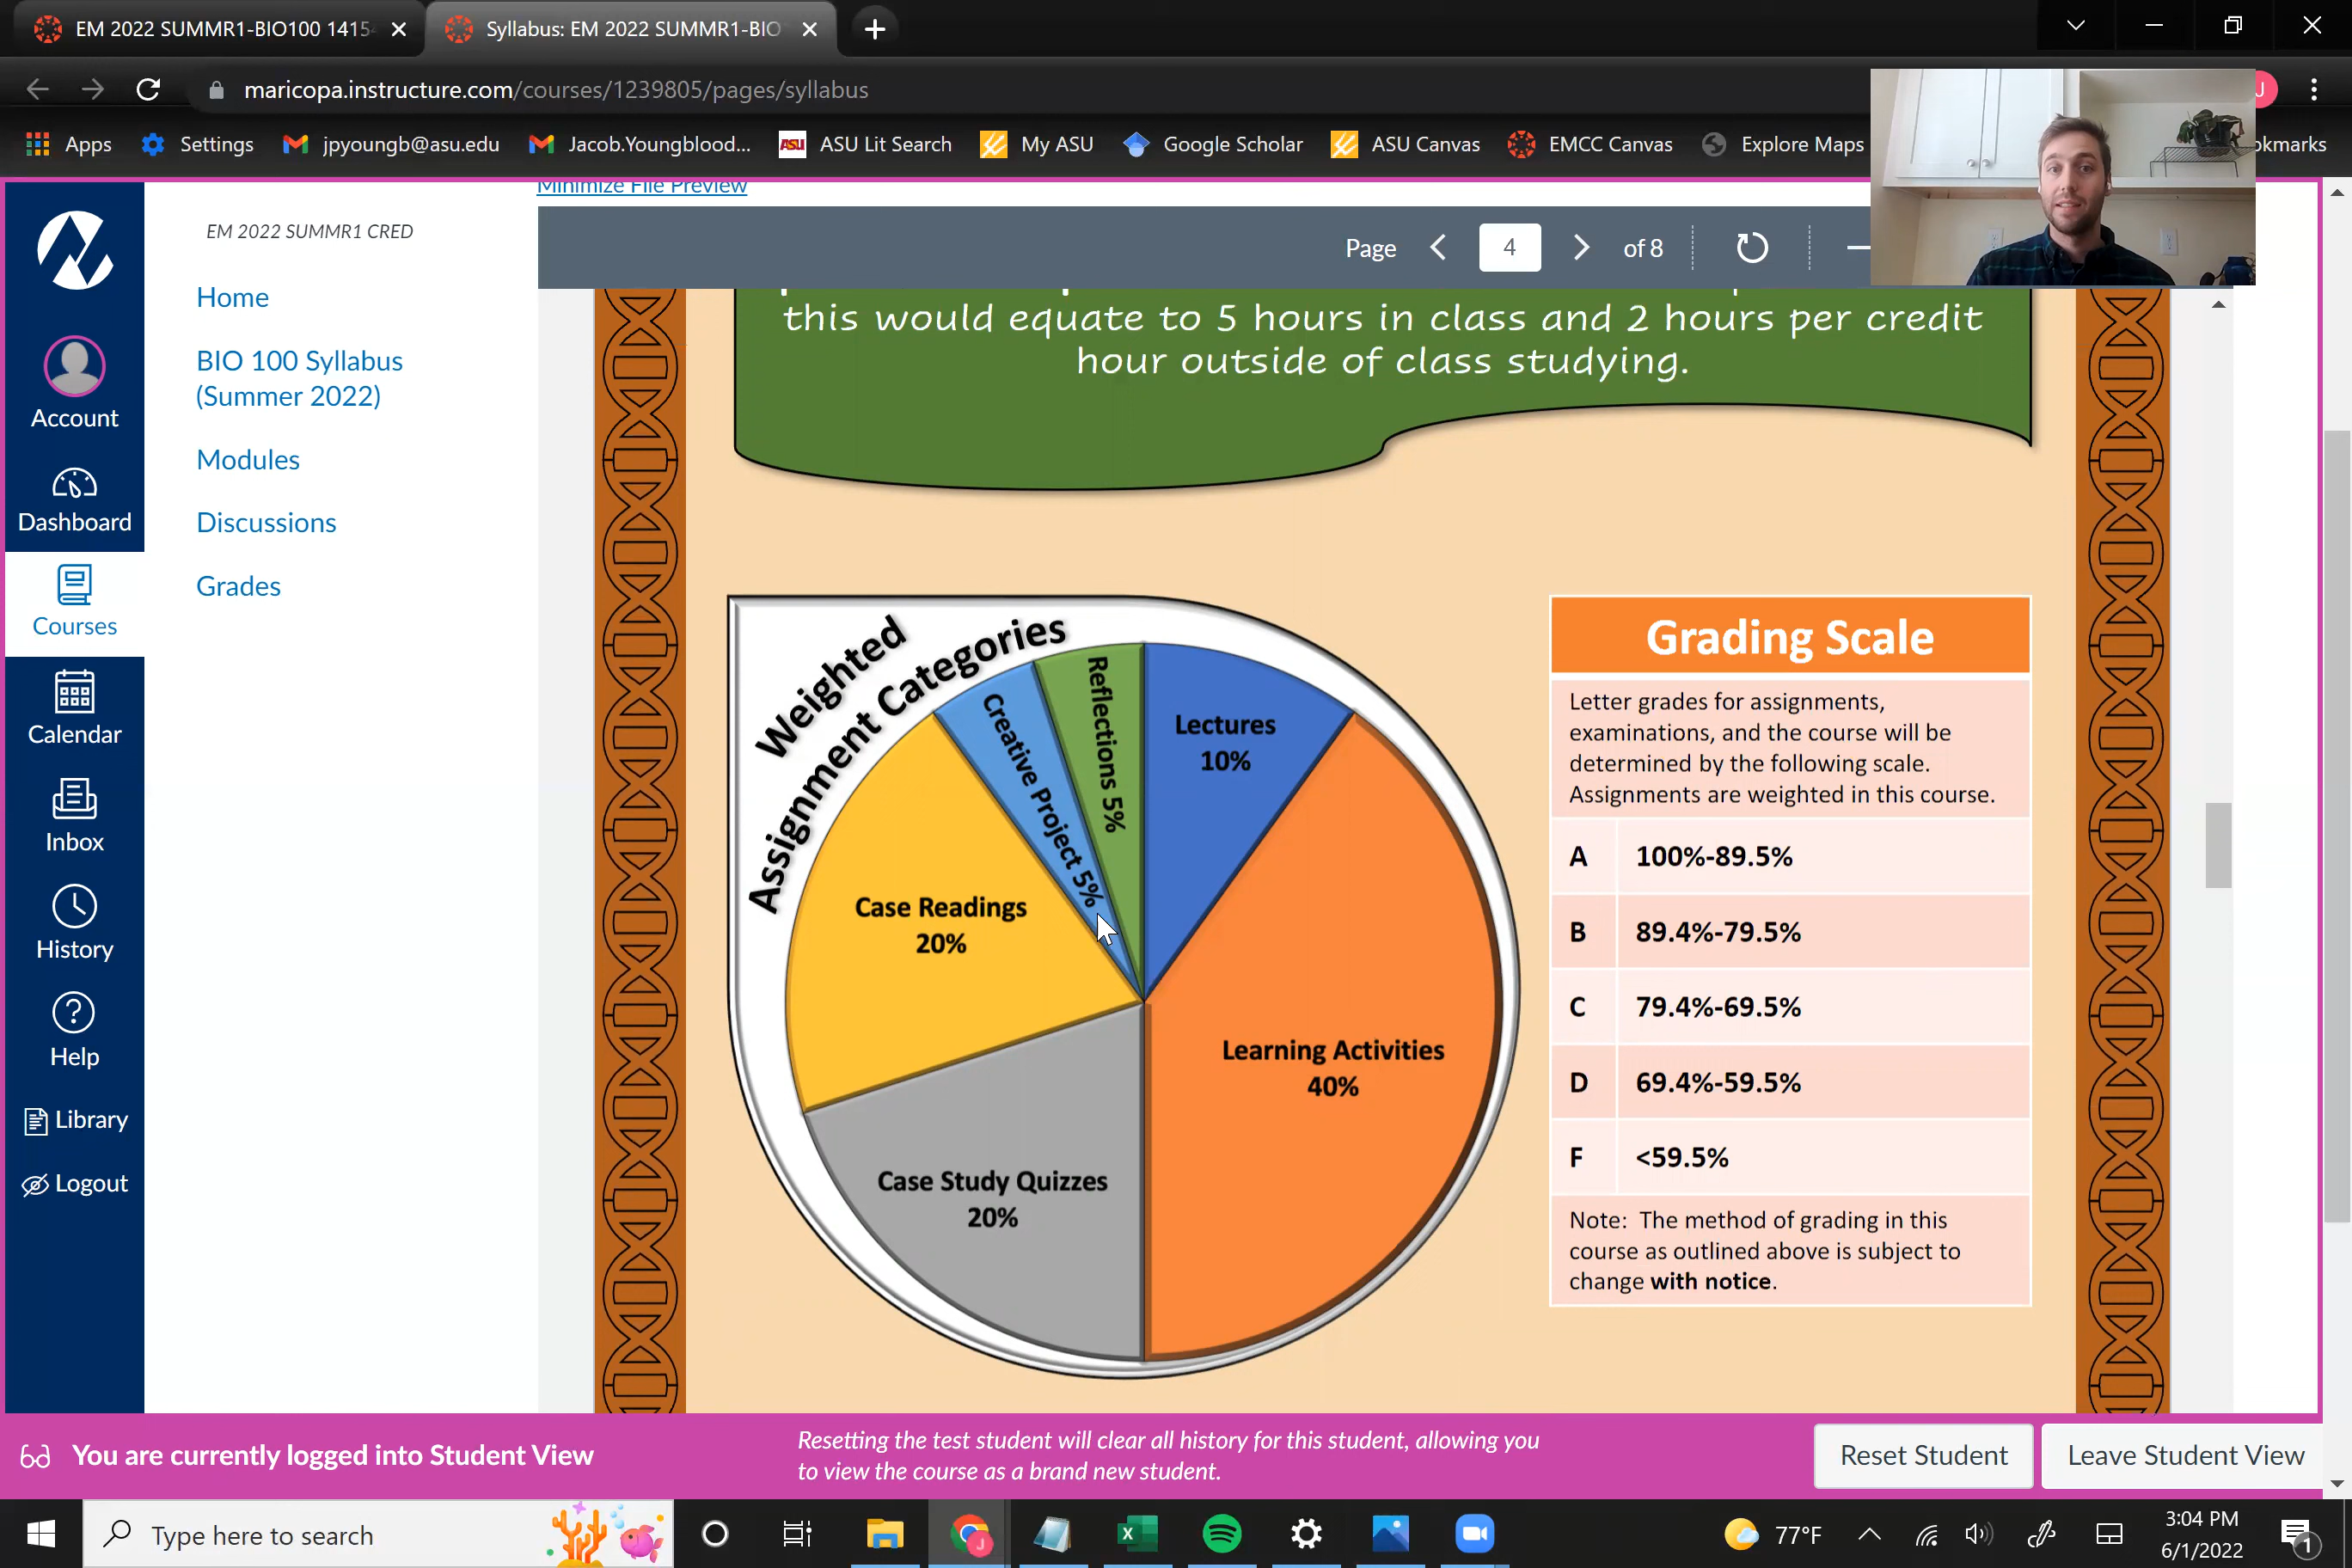 EM 2022 SUMMR1-BIO100 1415
Syllabus: EM 2022 SUMMR1-BIO
maricopa.instructure.com/courses/1239805/pages/syllabus
J
Apps
Settings
jpyoungb@asu.edu
Jacob.Youngblood...
ASU
ASU Lit Search
My ASU
Google Scholar
ASU Canvas
EMCC Canvas
Explore Maps
okmarks
Minimize File Preview
EM 2022 SUMMR1 CRED
Home
BIO 100 Syllabus
(Summer 2022)
Modules
Discussions
Grades
Account
Dashboard
Courses
Calendar
Inbox
History
Help
Library
Logout
Page 4 of 8
this would equate to 5 hours in class and 2 hours per credit
hour outside of class studying.
Weighted
Assignment Categories
Reflections 5%
Creative Project 5%
Lectures
10%
Case Readings
20%
Learning Activities
40%
Case Study Quizzes
20%
Grading Scale
Letter grades for assignments,
examinations, and the course will be
determined by the following scale.
Assignments are weighted in this course.
A 100%-89.5%
B 89.4%-79.5%
C 79.4%-69.5%
D 69.4%-59.5%
F <59.5%
Note: The method of grading in this
course as outlined above is subject to
change with notice.
You are currently logged into Student View
Resetting the test student will clear all history for this student, allowing you
to view the course as a brand new student.
Reset Student
Leave Student View
Type here to search
J
77°F
3:04 PM
6/1/2022
1